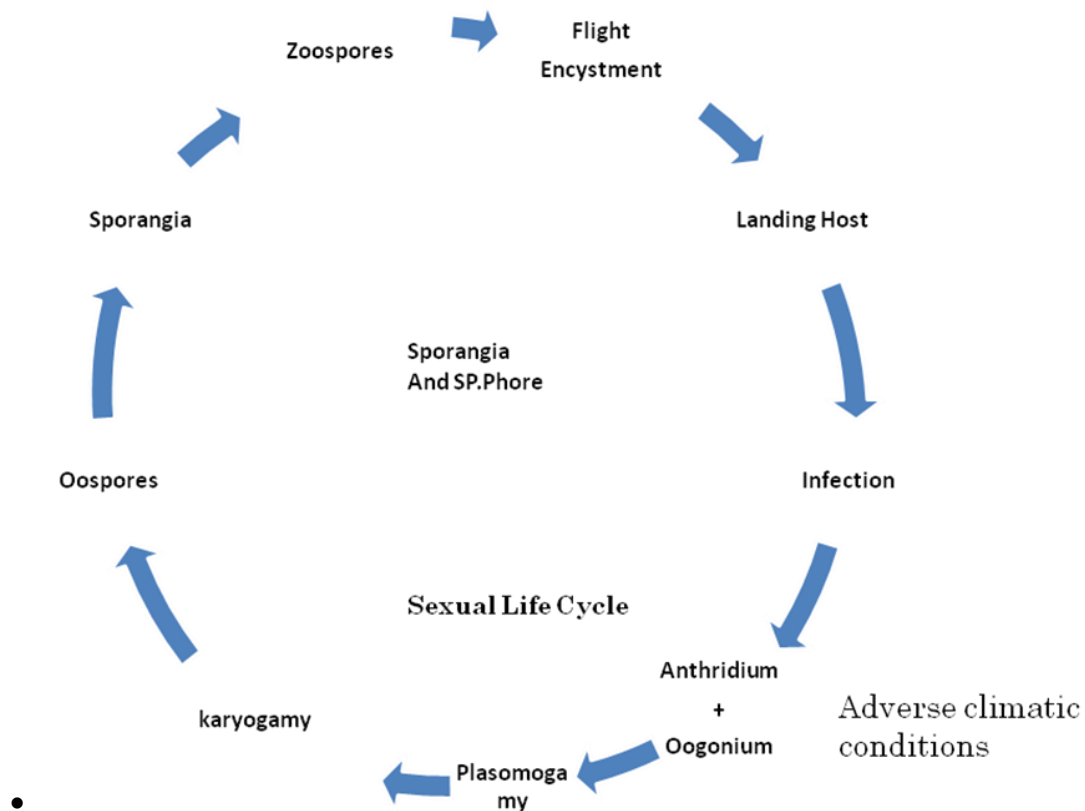 Zoospores
Flight
Encystment
Landing Host
Infection
Anthridium
+
Oogonium
Adverse climatic
conditions
Plasomoga
my
karyogamy
Oospores
Sporangia
Sporangia
And SP.Phore
Sexual Life Cycle